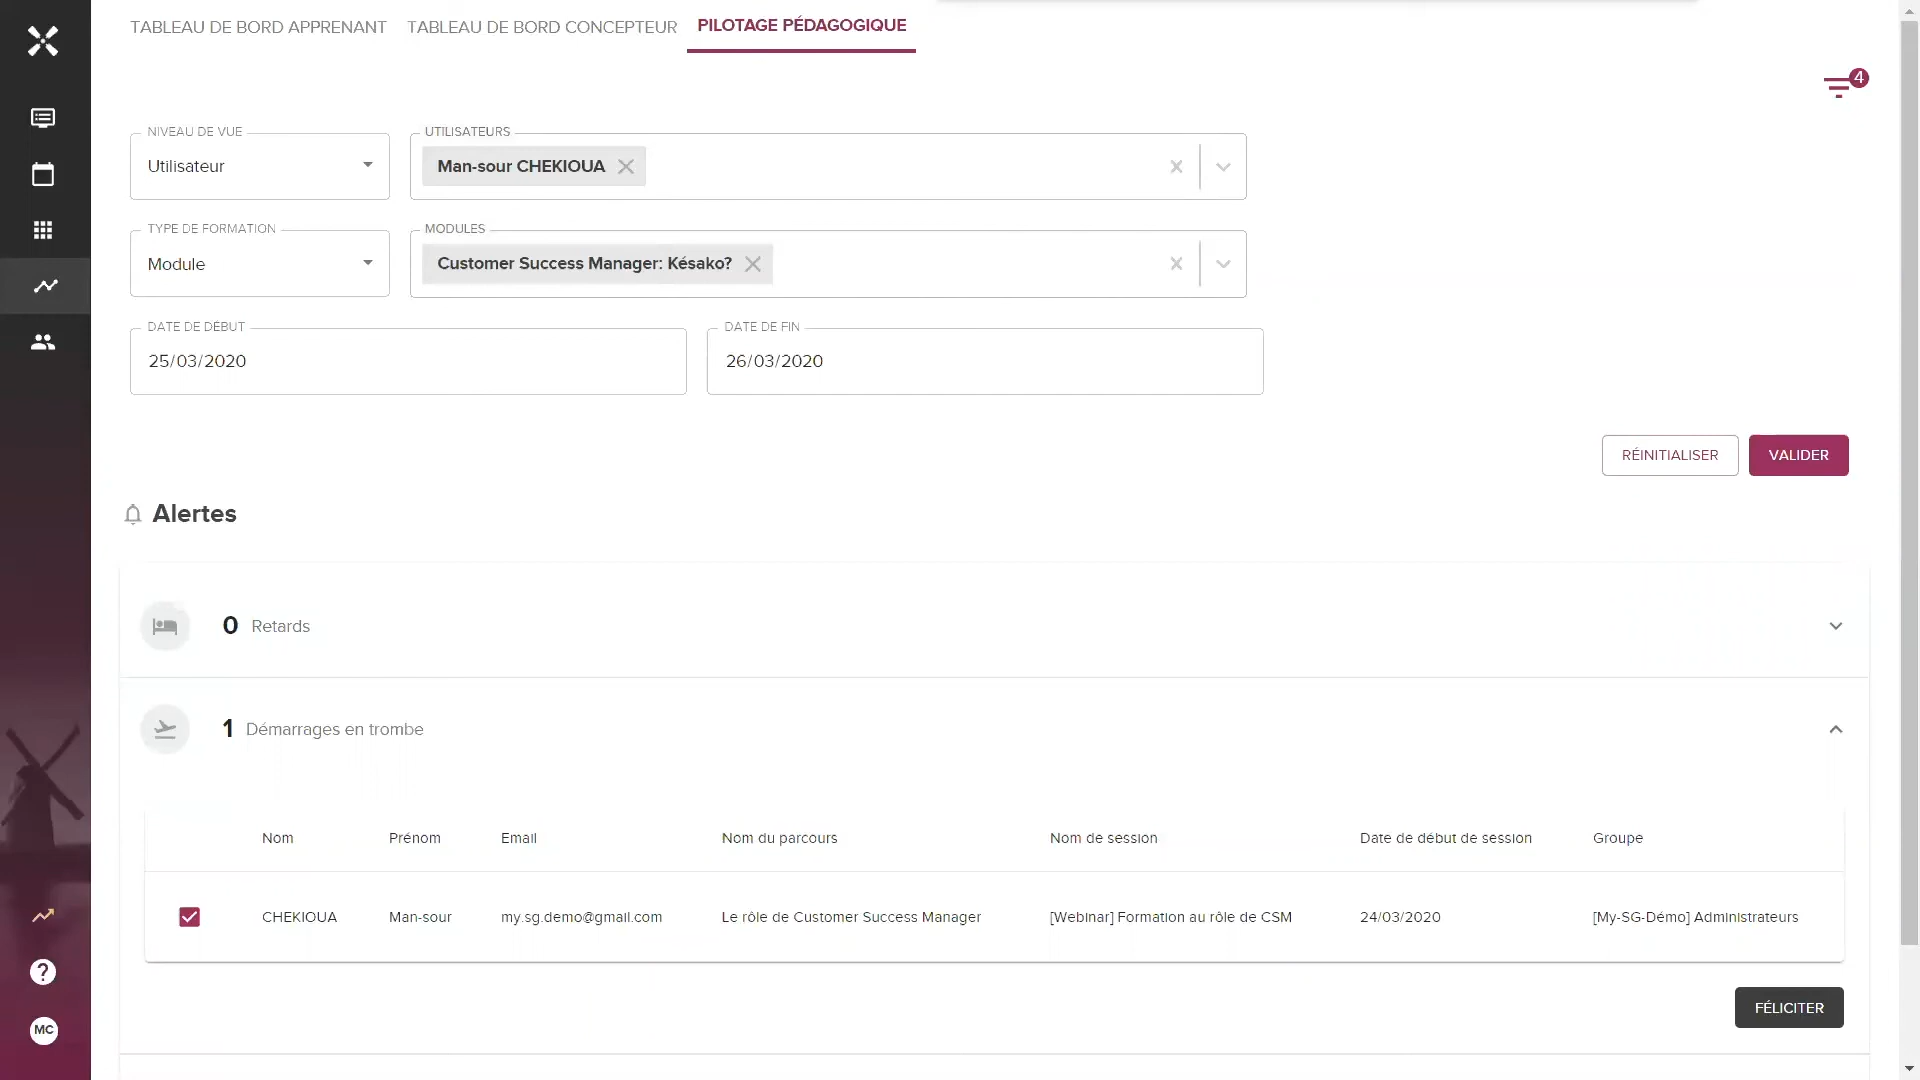 TABLEAU DE BORD APPRENANT TABLEAU DE BORD CONCEPTEUR PILOTAGE PÉDAGOGIQUE
4
NIVEAU DE VUE UTILISATEURS
Utilisateur Man-sour CHEKIOUA
TYPE DE FORMATION MODULES
Module Customer Success Manager: Késako?
DATE DE DÉBUT DATE DE FIN
25/03/2020 26/03/2020
RÉINITIALISER VALIDER
Alertes
0 Retards
1 Démarrages en trombe
Nom Prénom Email Nom du parcours Nom de session Date de début de session Groupe
CHEKIOUA Man-sour my.sg.demo@gmail.com Le rôle de Customer Success Manager [Webinar] Formation au rôle de CSM 24/03/2020 [My-SG-Démo] Administrateurs
FÉLICITER
?
MC